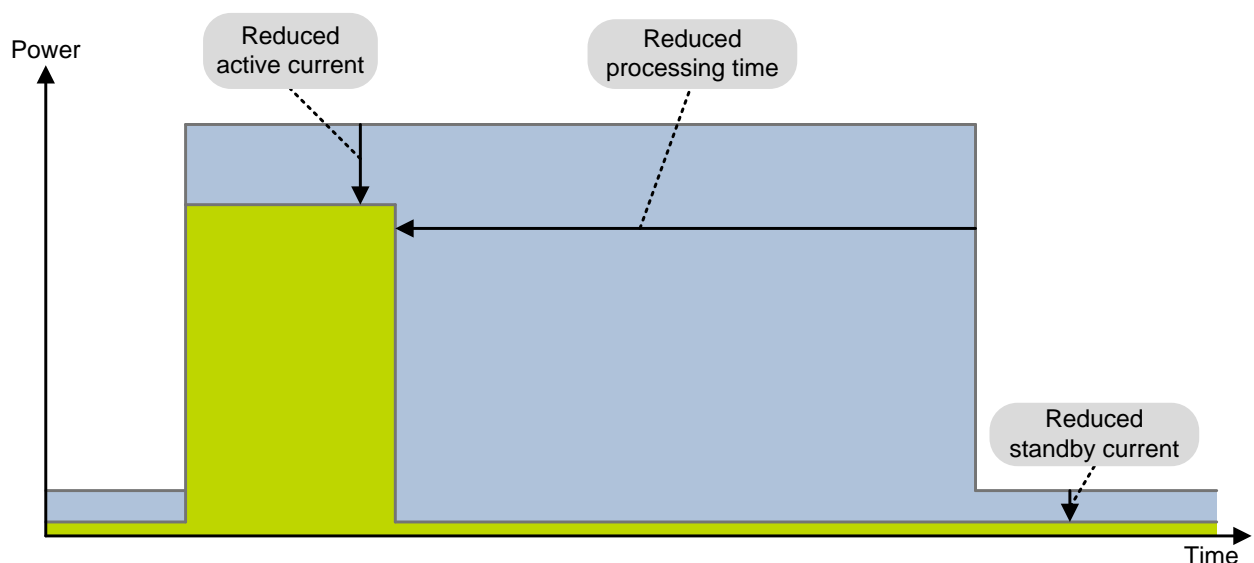 Power
Reduced
active current
Reduced
processing time
Reduced
standby current
Time